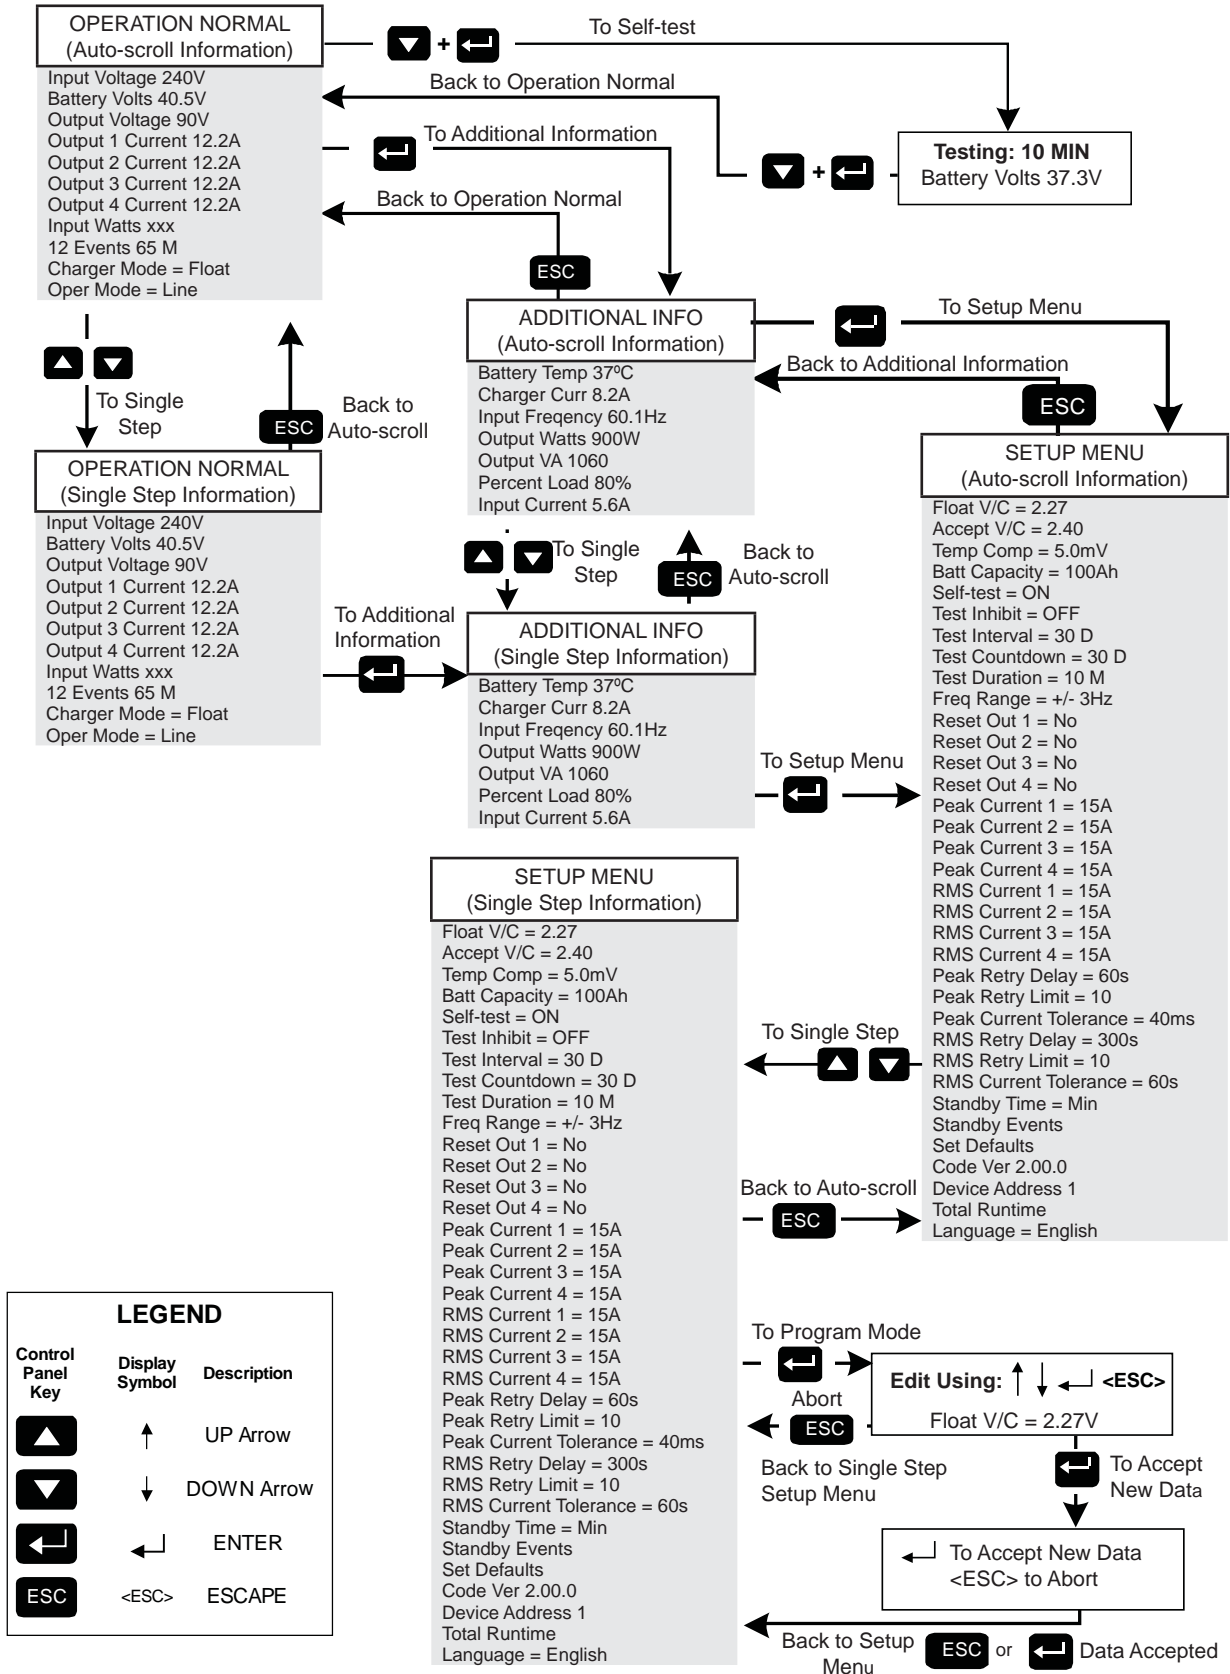 OPERATION NORMAL
(Auto-scroll Information)
Input Voltage 240V
Battery Volts 40.5V
Output Voltage 90V
Output 1 Current 12.2A
Output 2 Current 12.2A
Output 3 Current 12.2A
Output 4 Current 12.2A
Input Watts xxx
12 Events 65 M
Charger Mode = Float
Oper Mode = Line
+
To Self-test
Back to Operation Normal
Testing: 10 MIN
Battery Volts 37.3V
+
To Additional Information
Back to Operation Normal
ESC
To Single
Step
ESC
Back to
Auto-scroll
ADDITIONAL INFO
(Auto-scroll Information)
Battery Temp 37ºC
Charger Curr 8.2A
Input Freqency 60.1Hz
Output Watts 900W
Output VA 1060
Percent Load 80%
Input Current 5.6A
To Setup Menu
Back to Additional Information
ESC
OPERATION NORMAL
(Single Step Information)
Input Voltage 240V
Battery Volts 40.5V
Output Voltage 90V
Output 1 Current 12.2A
Output 2 Current 12.2A
Output 3 Current 12.2A
Output 4 Current 12.2A
Input Watts xxx
12 Events 65 M
Charger Mode = Float
Oper Mode = Line
To Additional
Information
To Single
Step
ESC
Back to
Auto-scroll
ADDITIONAL INFO
(Single Step Information)
Battery Temp 37ºC
Charger Curr 8.2A
Input Freqency 60.1Hz
Output Watts 900W
Output VA 1060
Percent Load 80%
Input Current 5.6A
To Setup Menu
SETUP MENU
(Auto-scroll Information)
Float V/C = 2.27
Accept V/C = 2.40
Temp Comp = 5.0mV
Batt Capacity = 100Ah
Self-test = ON
Test Inhibit = OFF
Test Interval = 30 D
Test Countdown = 30 D
Test Duration = 10 M
Freq Range = +/- 3Hz
Reset Out 1 = No
Reset Out 2 = No
Reset Out 3 = No
Reset Out 4 = No
Peak Current 1 = 15A
Peak Current 2 = 15A
Peak Current 3 = 15A
Peak Current 4 = 15A
RMS Current 1 = 15A
RMS Current 2 = 15A
RMS Current 3 = 15A
RMS Current 4 = 15A
Peak Retry Delay = 60s
Peak Retry Limit = 10
Peak Current Tolerance = 40ms
RMS Retry Delay = 300s
RMS Retry Limit = 10
RMS Current Tolerance = 60s
Standby Time = Min
Standby Events
Set Defaults
Code Ver 2.00.0
Device Address 1
Total Runtime
Language = English
SETUP MENU
(Single Step Information)
Float V/C = 2.27
Accept V/C = 2.40
Temp Comp = 5.0mV
Batt Capacity = 100Ah
Self-test = ON
Test Inhibit = OFF
Test Interval = 30 D
Test Countdown = 30 D
Test Duration = 10 M
Freq Range = +/- 3Hz
Reset Out 1 = No
Reset Out 2 = No
Reset Out 3 = No
Reset Out 4 = No
Peak Current 1 = 15A
Peak Current 2 = 15A
Peak Current 3 = 15A
Peak Current 4 = 15A
RMS Current 1 = 15A
RMS Current 2 = 15A
RMS Current 3 = 15A
RMS Current 4 = 15A
Peak Retry Delay = 60s
Peak Retry Limit = 10
Peak Current Tolerance = 40ms
RMS Retry Delay = 300s
RMS Retry Limit = 10
RMS Current Tolerance = 60s
Standby Time = Min
Standby Events
Set Defaults
Code Ver 2.00.0
Device Address 1
Total Runtime
Language = English
To Single Step
Back to Auto-scroll
ESC
To Program Mode
Abort
ESC
Back to Single Step
Setup Menu
Edit Using: ↑ ↓ ↵ <ESC>
Float V/C = 2.27V
To Accept
New Data
↵ To Accept New Data
<ESC> to Abort
Back to Setup
Menu
ESC or Data Accepted
LEGEND
Control
Panel
Key
Display
Symbol
Description
↑ UP Arrow
↓ DOWN Arrow
↵ ENTER
ESC <ESC> ESCAPE